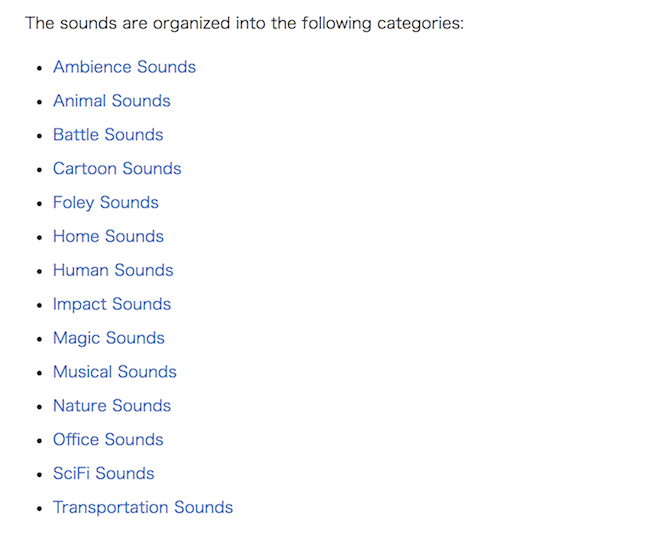 The sounds are organized into the following categories:
Ambience Sounds
Animal Sounds
Battle Sounds
Cartoon Sounds
Foley Sounds
Home Sounds
Human Sounds
Impact Sounds
Magic Sounds
Musical Sounds
Nature Sounds
Office Sounds
SciFi Sounds
Transportation Sounds